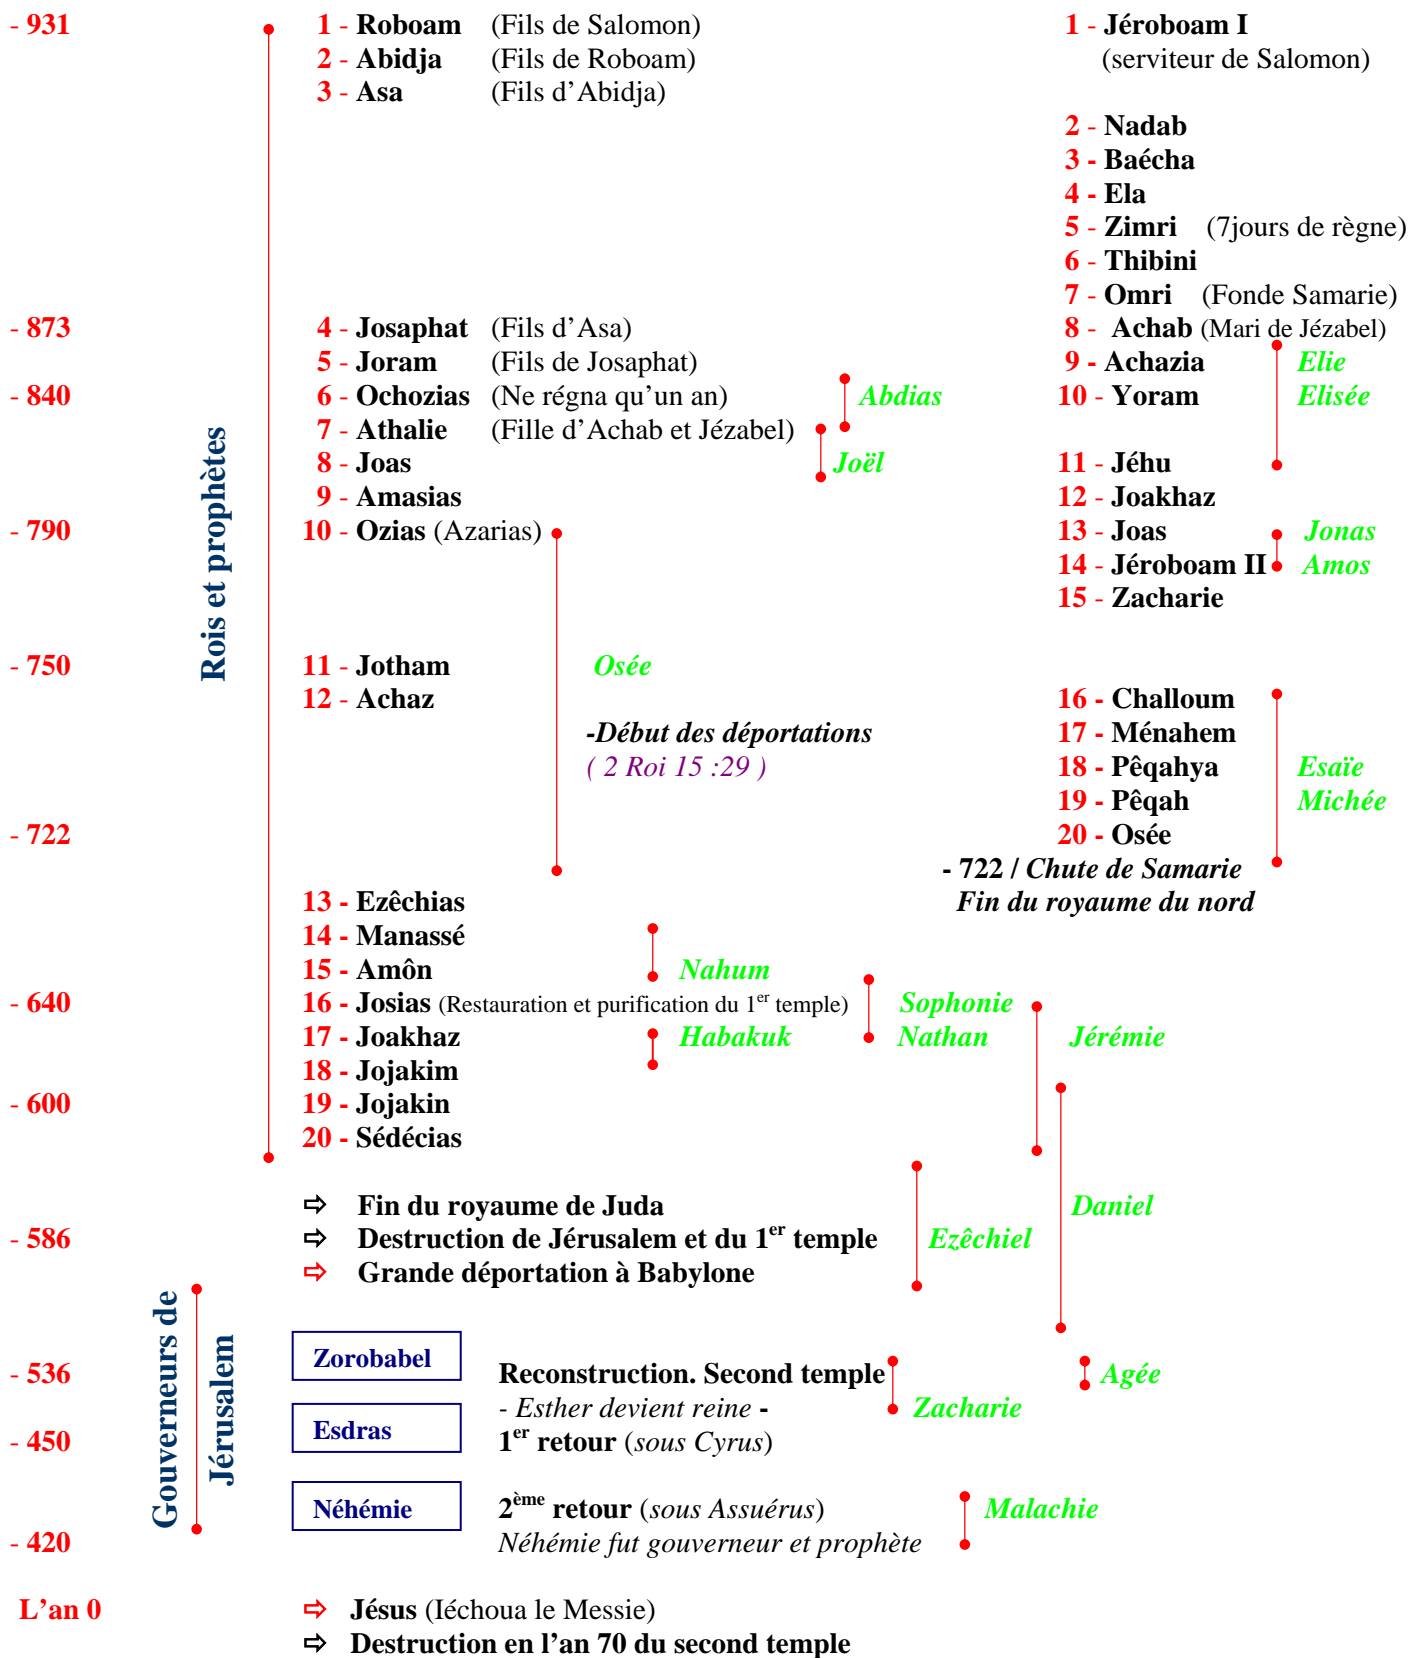 - 931 1 - Roboam (Fils de Salomon) 1 - Jéroboam I
2 - Abidja (Fils de Roboam) (serviteur de Salomon)
3 - Asa (Fils d'Abidja)
2 - Nadab
3 - Baécha
4 - Ela
5 - Zimri (7jours de règne)
6 - Thibini
7 - Omri (Fonde Samarie)
- 873 4 - Josaphat (Fils d'Asa) 8 - Achab (Mari de Jézabel)
5 - Joram (Fils de Josaphat) 9 - Achazia Elie
- 840 6 - Ochozias (Ne régna qu'un an) Abdias 10 - Yoram Elisée
7 - Athalie (Fille d'Achab et Jézabel)
8 - Joas Joël 11 - Jéhu
9 - Amasias 12 - Joakhaz
- 790 10 - Ozias (Azarias) 13 - Joas Jonas
14 - Jéroboam II Amos
15 - Zacharie
Rois et prophètes
- 750 11 - Jotham Osée
12 - Achaz 16 - Challoum
-Début des déportations 17 - Ménahem
( 2 Roi 15 :29 ) 18 - Pêqahya Esaïe
19 - Pêqah Michée
- 722 20 - Osée
- 722 / Chute de Samarie
13 - Ezêchias Fin du royaume du nord
14 - Manassé
15 - Amôn Nahum
- 640 16 - Josias (Restauration et purification du 1er temple) Sophonie
17 - Joakhaz Habakuk Nathan Jérémie
18 - Jojakim
- 600 19 - Jojakin
20 - Sédécias
⇨ Fin du royaume de Juda Daniel
- 586 ⇨ Destruction de Jérusalem et du 1er temple Ezêchiel
⇨ Grande déportation à Babylone
Gouverneurs de
Jérusalem
Zorobabel
- 536 Reconstruction. Second temple Agée
- Esther devient reine - Zacharie
Esdras
- 450 1er retour (sous Cyrus)
Néhémie 2ème retour (sous Assuérus) Malachie
- 420 Néhémie fut gouverneur et prophète
L'an 0 ⇨ Jésus (Iéchoua le Messie)
⇨ Destruction en l'an 70 du second temple